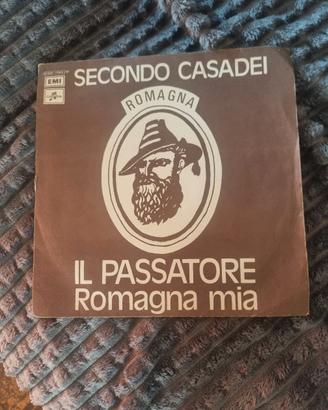 EMI
SECONDO CASADEI
ROMAGNA
IL PASSATORE
Romagna mia